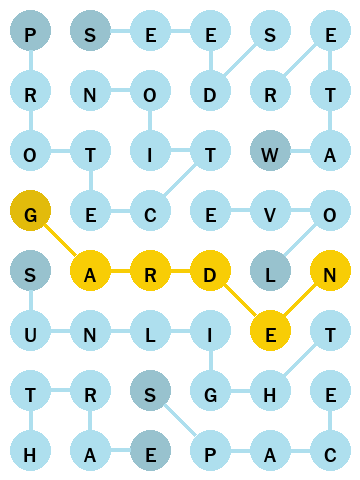 P S E E S E
R N O D R T
O T I T W A
G E C E V O
S A R D L N
U N L I E T
T R S G H E
H A E P A C